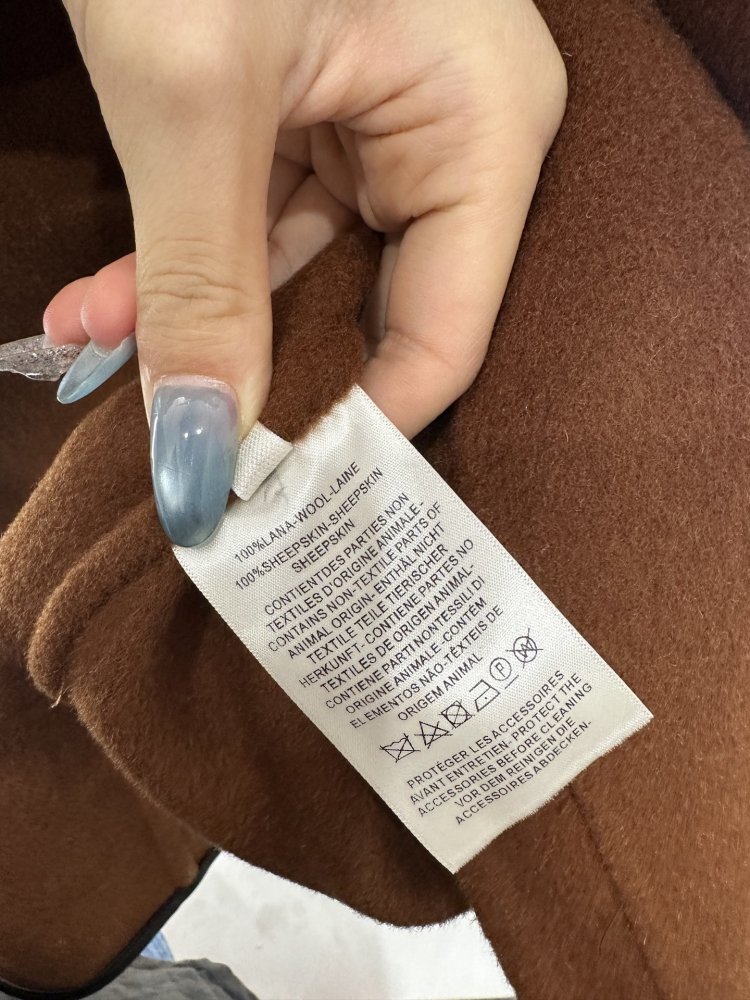 100%LANA-WOOL-LAINE
100%SHEEPSKIN-SHEEPSKIN
SHEEPSKIN
CONTIENTDES PARTIES NON
TEXTILES D'ORIGINE ANIMALE-
CONTAINS NON-TEXTILE PARTS OF
ANIMAL ORIGIN- ENTHÄL NICHT
TEXTILE TEILE TIERISCHER
HERKUNFT- CONTIENE PARTES NO
TEXTILES DE ORIGEN ANIMAL-
CONTIENE PARTI NONTESSILI DI
ORIGINE ANIMALE-CONTÉM
ELEMENTOS NÃO-TÊXTEIS DE
ORIGEM ANIMAL
P
PROTÉGER LES ACCESSOIRES
AVANT ENTRETIEN- PROTECT THE
ACCESSORIES BEFORE CLEANING
VOR DEM REINIGEN DIE
ACCESSOIRES ABDECKEN-